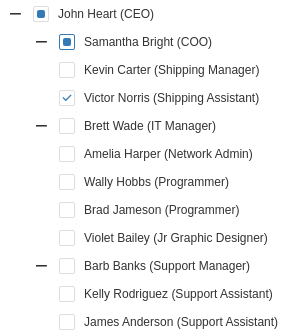 John Heart (CEO)
Samantha Bright (COO)
Kevin Carter (Shipping Manager)
Victor Norris (Shipping Assistant)
Brett Wade (IT Manager)
Amelia Harper (Network Admin)
Wally Hobbs (Programmer)
Brad Jameson (Programmer)
Violet Bailey (Jr Graphic Designer)
Barb Banks (Support Manager)
Kelly Rodriguez (Support Assistant)
James Anderson (Support Assistant)